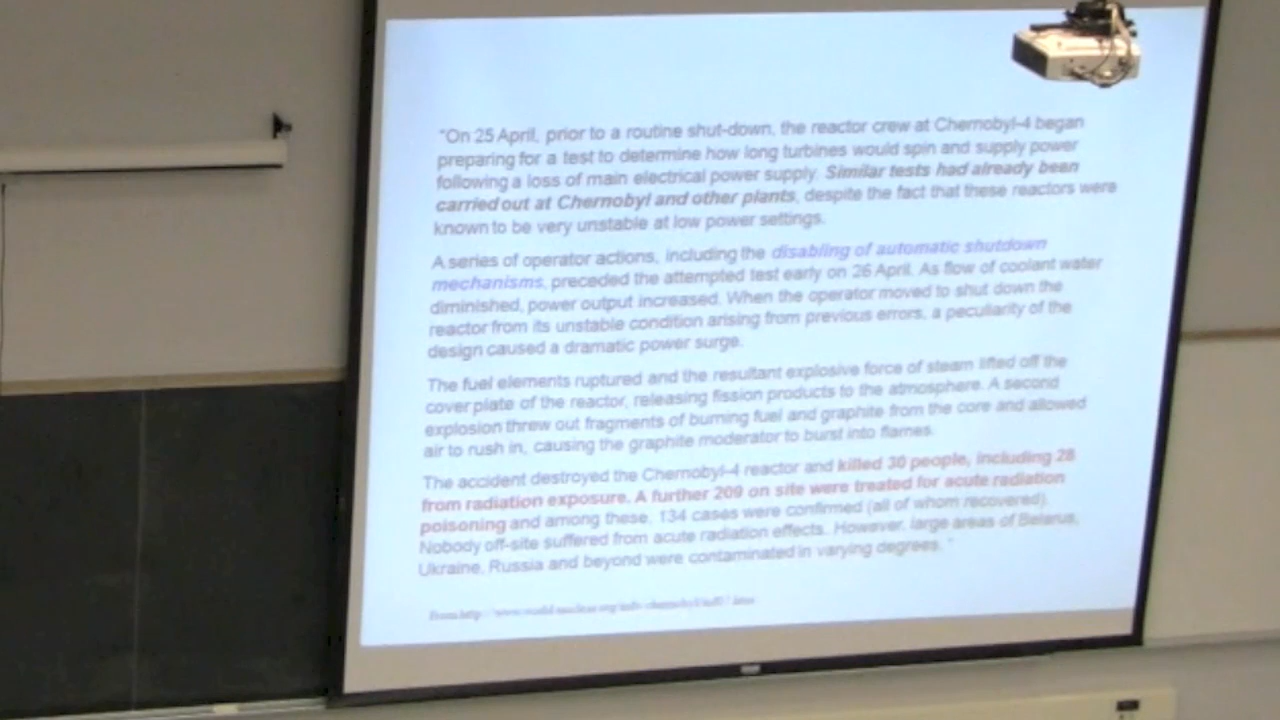 "On 25 April, prior to a routine shut-down, the reactor crew at Chernobyl-4 began
preparing for a test to determine how long turbines would spin and supply power
following a loss of main electrical power supply. Similar tests had already been
carried out at Chernobyl and other plants, despite the fact that these reactors were
known to be very unstable at low power settings.
A series of operator actions, including the disabling of automatic shutdown
mechanisms, preceded the attempted test early on 26 April. As flow of coolant water
diminished, power output increased. When the operator moved to shut down the
reactor from its unstable condition arising from previous errors, a peculiarity of the
design caused a dramatic power surge.
The fuel elements ruptured and the resultant explosive force of steam lifted off the
cover plate of the reactor, releasing fission products to the atmosphere. A second
explosion threw out fragments of burning fuel and graphite from the core and allowed
air to rush in, causing the graphite moderator to burst into flames.
The accident destroyed the Chernobyl-4 reactor and killed 30 people, including 28
from radiation exposure. A further 209 on site were treated for acute radiation
poisoning and among these, 134 cases were confirmed (all of whom recovered).
Nobody off-site suffered from acute radiation effects. However, large areas of Belarus,
Ukraine, Russia and beyond were contaminated in varying degrees. "